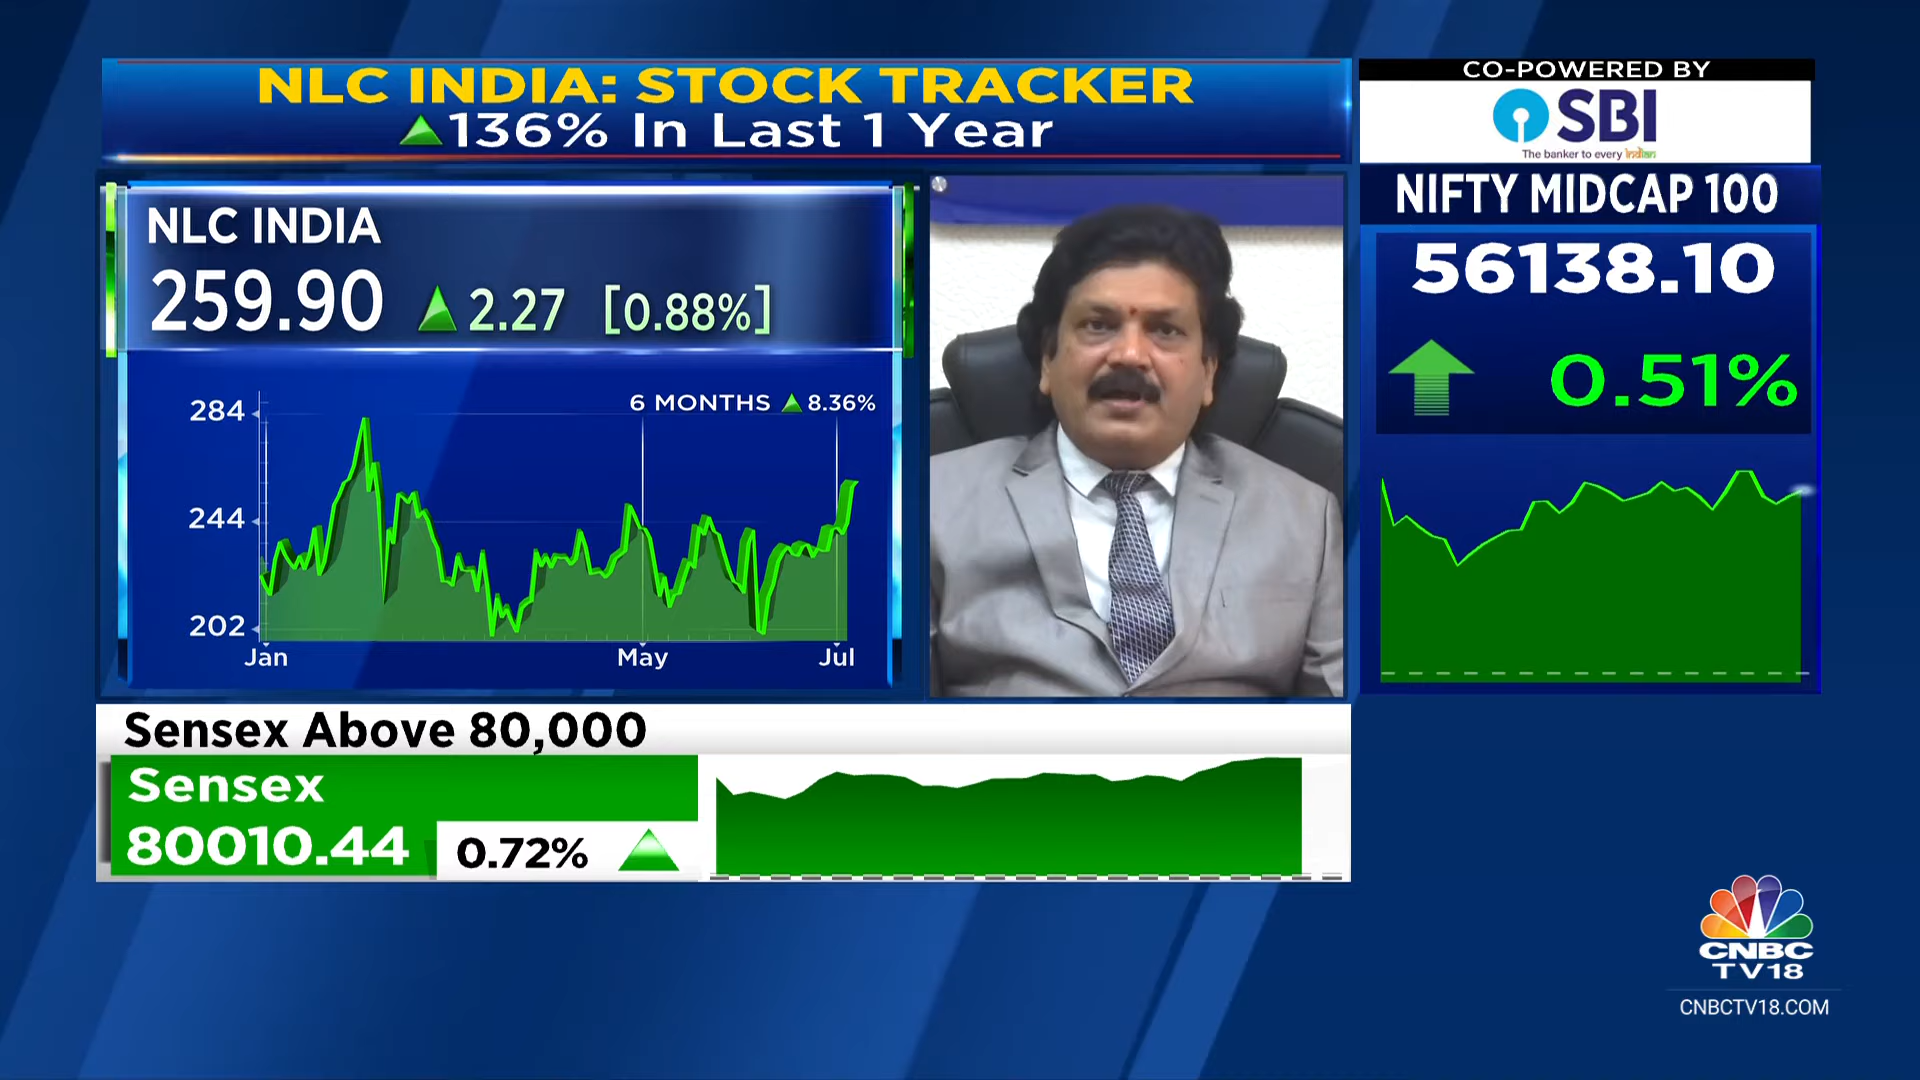 NLC INDIA: STOCK TRACKER
▲136% In Last 1 Year
CO-POWERED BY
SBI
The banker to every indian
NLC INDIA
259.90 ▲ 2.27 [0.88%]
6 MONTHS ▲ 8.36%
284
244
202
Jan May Jul
NIFTY MIDCAP 100
56138.10
0.51%
Sensex Above 80,000
Sensex
80010.44 0.72%
CNBC
TV18
CNBCTV18.COM